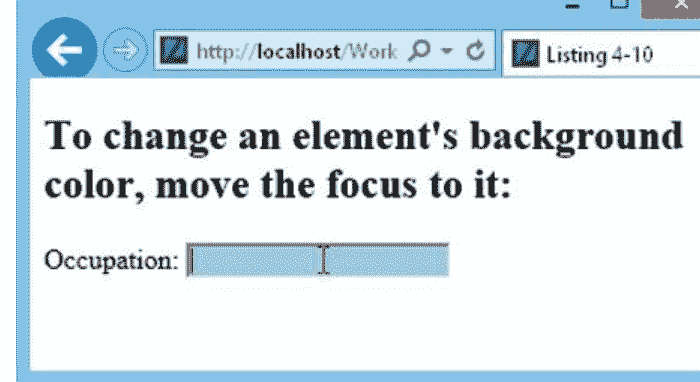 http://localhost/Work
Listing 4-10
To change an element's background
color, move the focus to it:
Occupation: